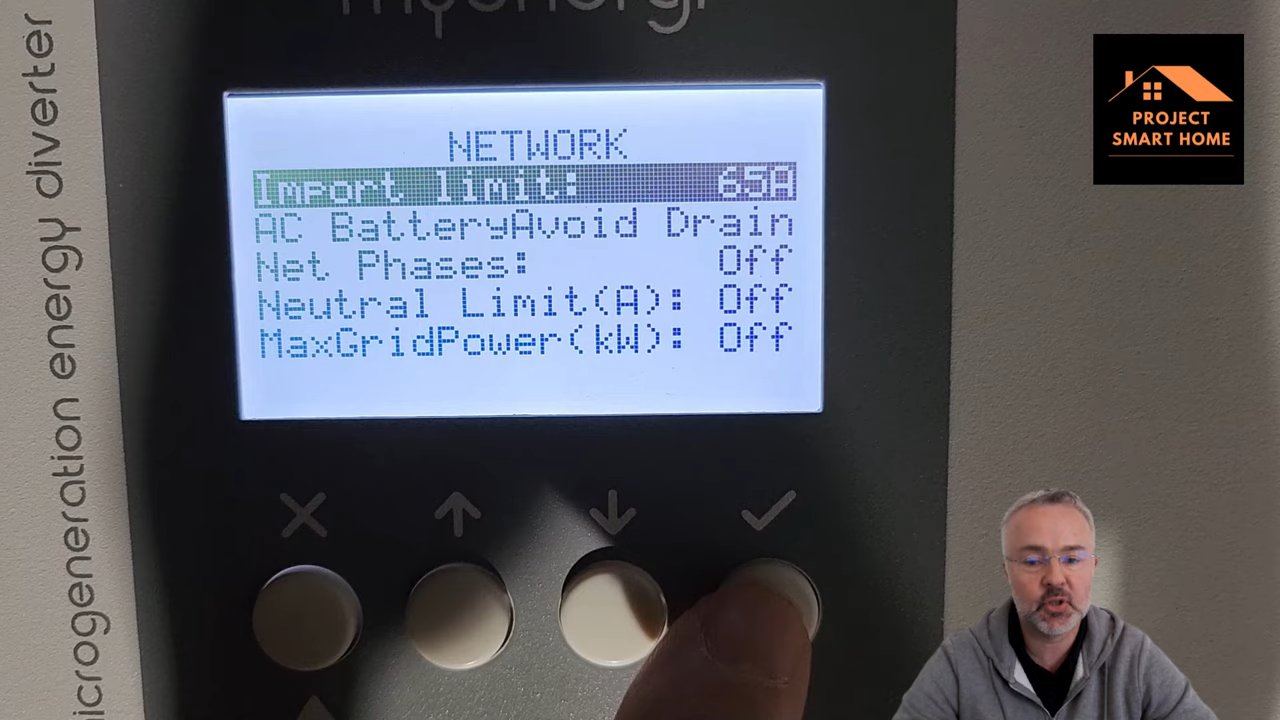 myenergi
microgeneration energy diverter
NETWORK
Import limit: 65A
AC BatteryAvoid Drain
Net Phases: Off
Neutral Limit(A): Off
MaxGridPower(kW): Off
PROJECT
SMART HOME